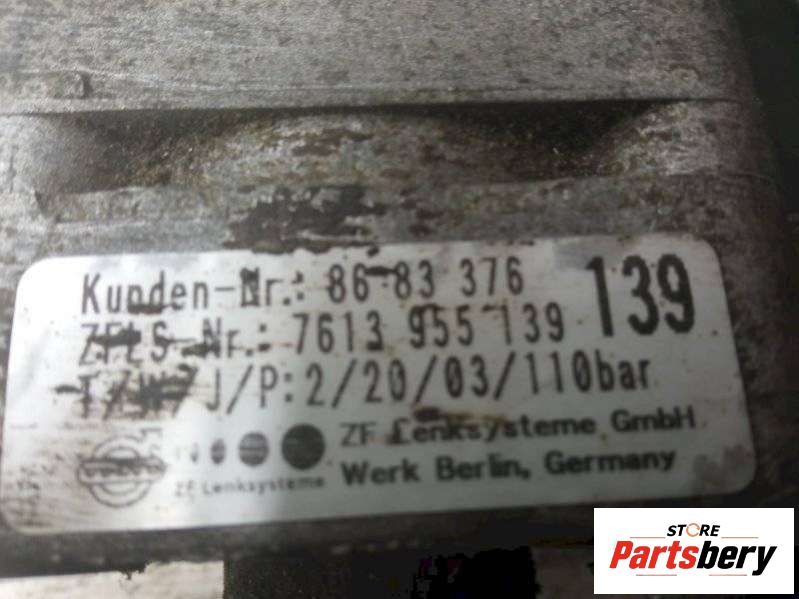 Kunden-Nr.: 86 83 376
139
ZFLS-Nr.: 7613 955 139
T/W/J/P:2/20/03/110bar
ZF Lenksysteme GmbH
Werk Berlin, Germany
ZF Lenksysteme
STORE
Partsbery